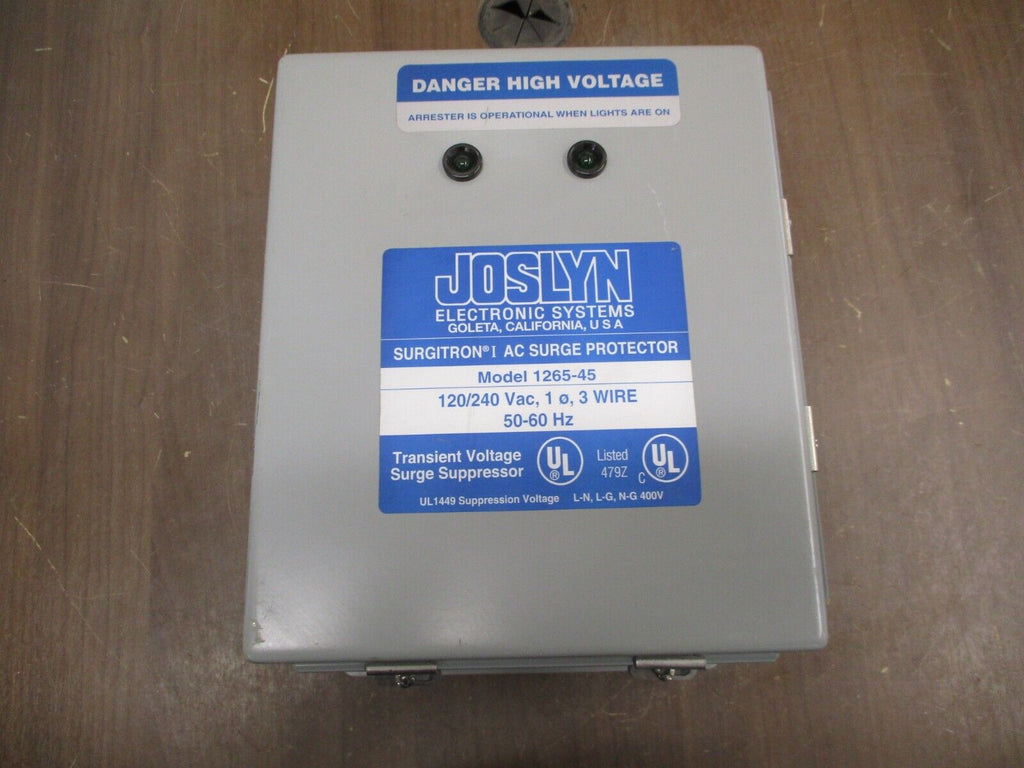 DANGER HIGH VOLTAGE
ARRESTER IS OPERATIONAL WHEN LIGHTS ARE ON
JOSLYN
ELECTRONIC SYSTEMS
GOLETA, CALIFORNIA, U S A
SURGITRON® I AC SURGE PROTECTOR
Model 1265-45
120/240 Vac, 1 ø, 3 WIRE
50-60 Hz
Transient Voltage
Surge Suppressor
UL ®
Listed
479Z
C UL ®
UL1449 Suppression Voltage L-N, L-G, N-G 400V